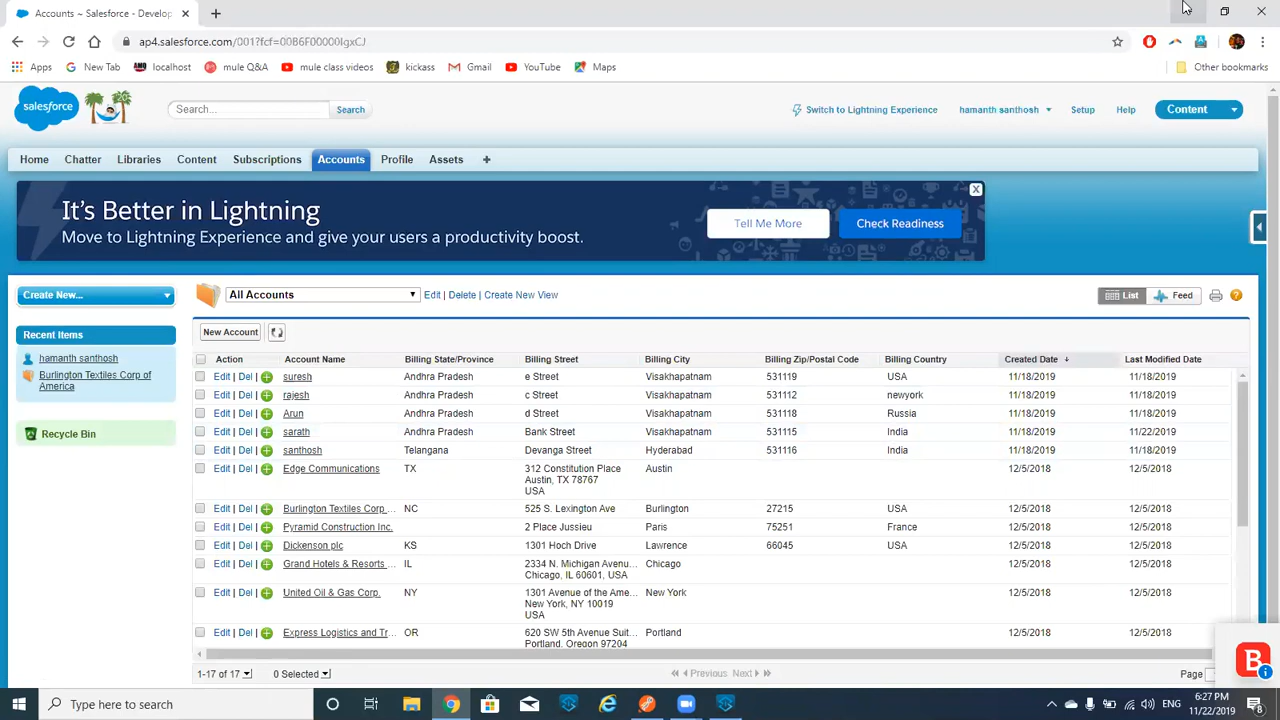 Accounts ~ Salesforce - Develop
ap4.salesforce.com/001?fcf=00B6F00000IgxCJ
Apps New Tab localhost mule Q&A mule class videos kickass Gmail YouTube Maps Other bookmarks
salesforce Search... Search Switch to Lightning Experience hamanth santhosh Setup Help Content
Home Chatter Libraries Content Subscriptions Accounts Profile Assets +
It's Better in Lightning
Move to Lightning Experience and give your users a productivity boost.
Tell Me More Check Readiness X
Create New...
All Accounts Edit | Delete | Create New View List Feed
Recent Items
hamanth santhosh
Burlington Textiles Corp of
America
Recycle Bin
New Account
Action Account Name Billing State/Province Billing Street Billing City Billing Zip/Postal Code Billing Country Created Date Last Modified Date
Edit | Del suresh Andhra Pradesh e Street Visakhapatnam 531119 USA 11/18/2019 11/18/2019
Edit | Del rajesh Andhra Pradesh c Street Visakhapatnam 531112 newyork 11/18/2019 11/18/2019
Edit | Del Arun Andhra Pradesh d Street Visakhapatnam 531118 Russia 11/18/2019 11/18/2019
Edit | Del sarath Andhra Pradesh Bank Street Visakhapatnam 531115 India 11/18/2019 11/22/2019
Edit | Del santhosh Telangana Devanga Street Hyderabad 531116 India 11/18/2019 11/18/2019
Edit | Del Edge Communications TX 312 Constitution Place Austin 12/5/2018 12/5/2018
Austin, TX 78767
USA
Edit | Del Burlington Textiles Corp... NC 525 S. Lexington Ave Burlington 27215 USA 12/5/2018 12/5/2018
Edit | Del Pyramid Construction Inc. 2 Place Jussieu Paris 75251 France 12/5/2018 12/5/2018
Edit | Del Dickenson plc KS 1301 Hoch Drive Lawrence 66045 USA 12/5/2018 12/5/2018
Edit | Del Grand Hotels & Resorts ... IL 2334 N. Michigan Avenu... Chicago 12/5/2018 12/5/2018
Chicago, IL 60601, USA
Edit | Del United Oil & Gas Corp. NY 1301 Avenue of the Ame... New York 12/5/2018 12/5/2018
New York, NY 10019
USA
Edit | Del Express Logistics and Tr... OR 620 SW 5th Avenue Suit... Portland 12/5/2018 12/5/2018
Portland, Oregon 97204
1-17 of 17 0 Selected Previous Next Page
B
Type here to search ENG 6:27 PM
11/22/2019 8